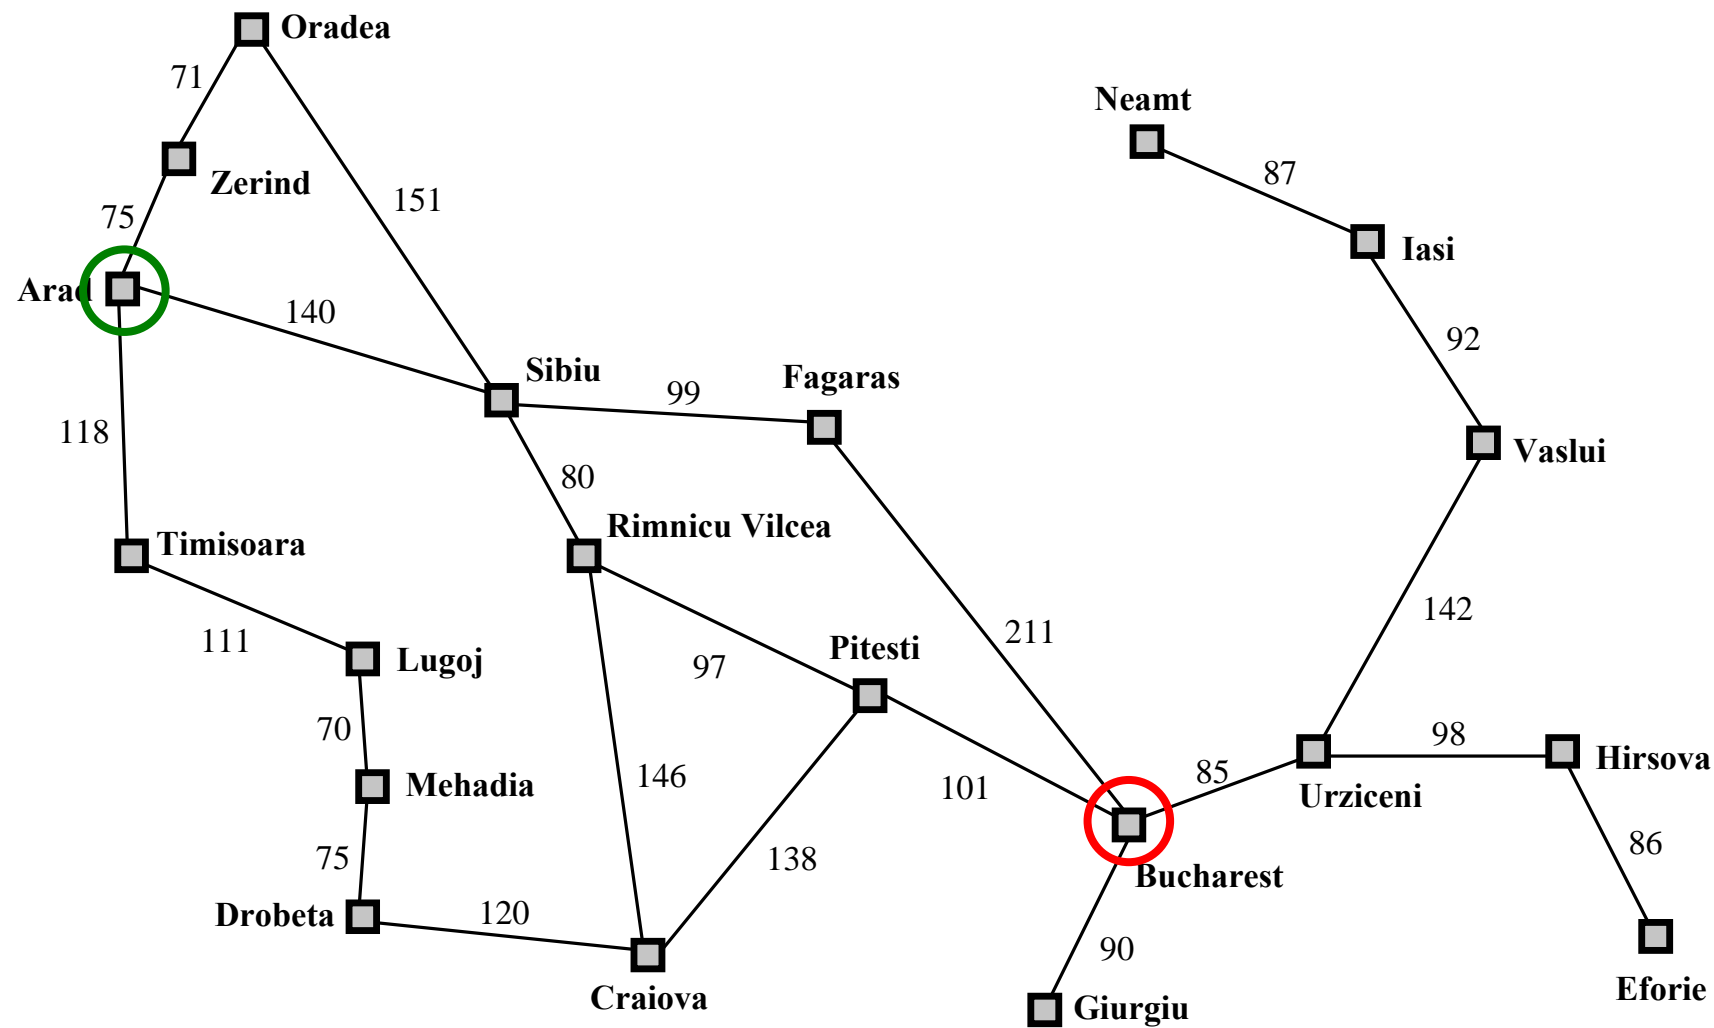 Oradea
71
Neamt
87
Zerind
151
75
Iasi
Arad
140
92
Sibiu
Fagaras
99
118
Vaslui
80
Rimnicu Vilcea
Timisoara
142
211
111
Pitesti
Lugoj
97
70
98
Hirsova
146
85
Mehadia
101
Urziceni
86
75
138
Bucharest
Drobeta
120
90
Eforie
Craiova
Giurgiu